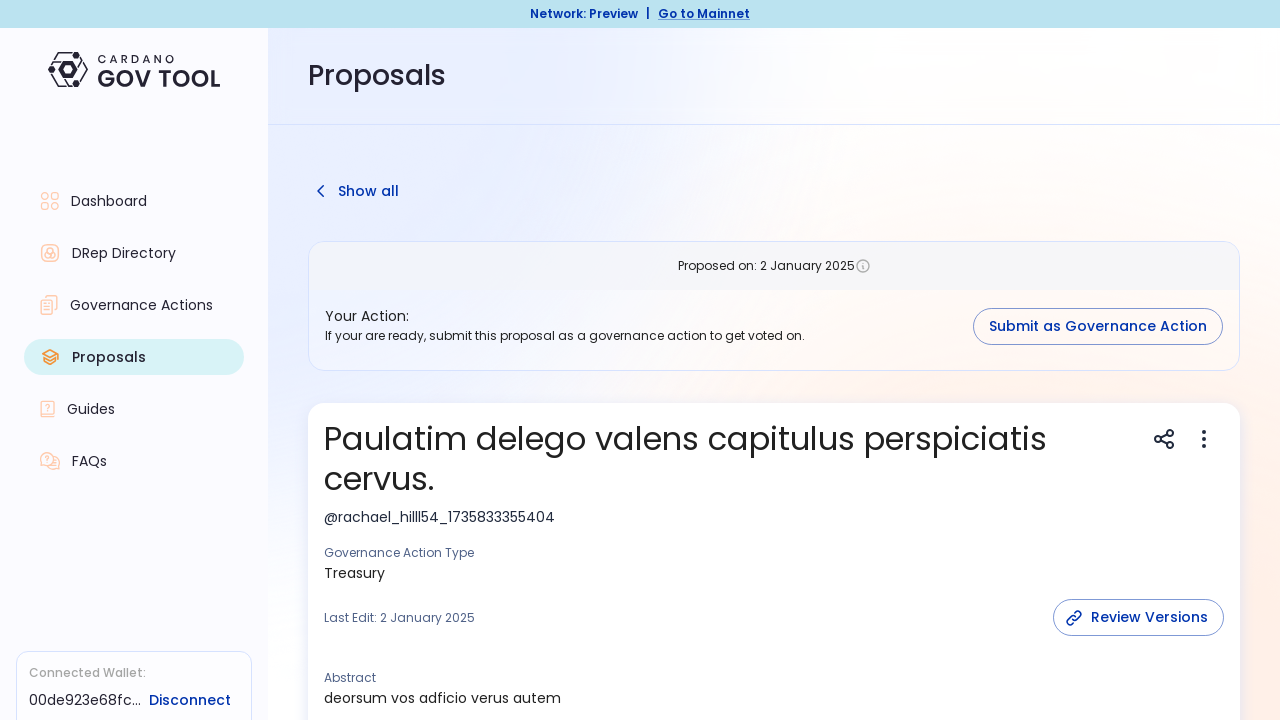 Network: Preview | Go to Mainnet
CARDANO
GOV TOOL
Proposals
Dashboard
DRep Directory
Governance Actions
Proposals
Guides
FAQs
Connected Wallet:
00de923e68fc... Disconnect
Show all
Proposed on: 2 January 2025
Your Action:
If your are ready, submit this proposal as a governance action to get voted on.
Submit as Governance Action
Paulatim delego valens capitulus perspiciatis
cervus.
@rachael_hilll54_1735833355404
Governance Action Type
Treasury
Last Edit: 2 January 2025
Review Versions
Abstract
deorsum vos adficio verus autem